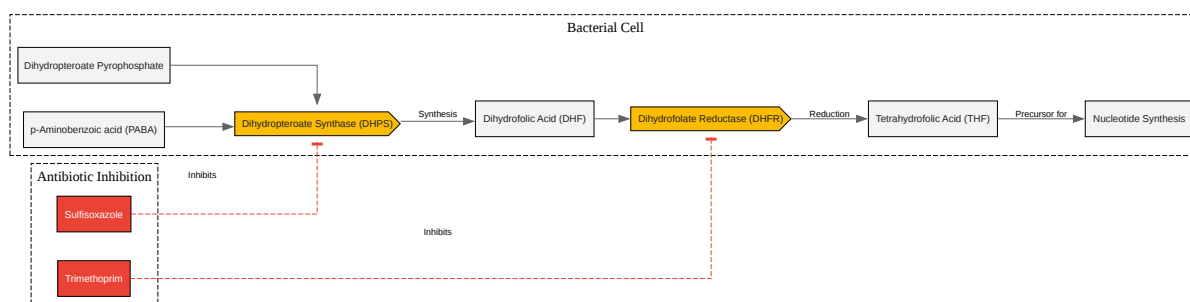 Bacterial Cell
Dihydropteroate Pyrophosphate
p-Aminobenzoic acid (PABA)
Dihydropteroate Synthase (DHPS)
Synthesis
Dihydrofolic Acid (DHF)
Dihydrofolate Reductase (DHFR)
Reduction
Tetrahydrofolic Acid (THF)
Precursor for
Nucleotide Synthesis
Antibiotic Inhibition
Inhibits
Sulfisoxazole
Inhibits
Trimethoprim